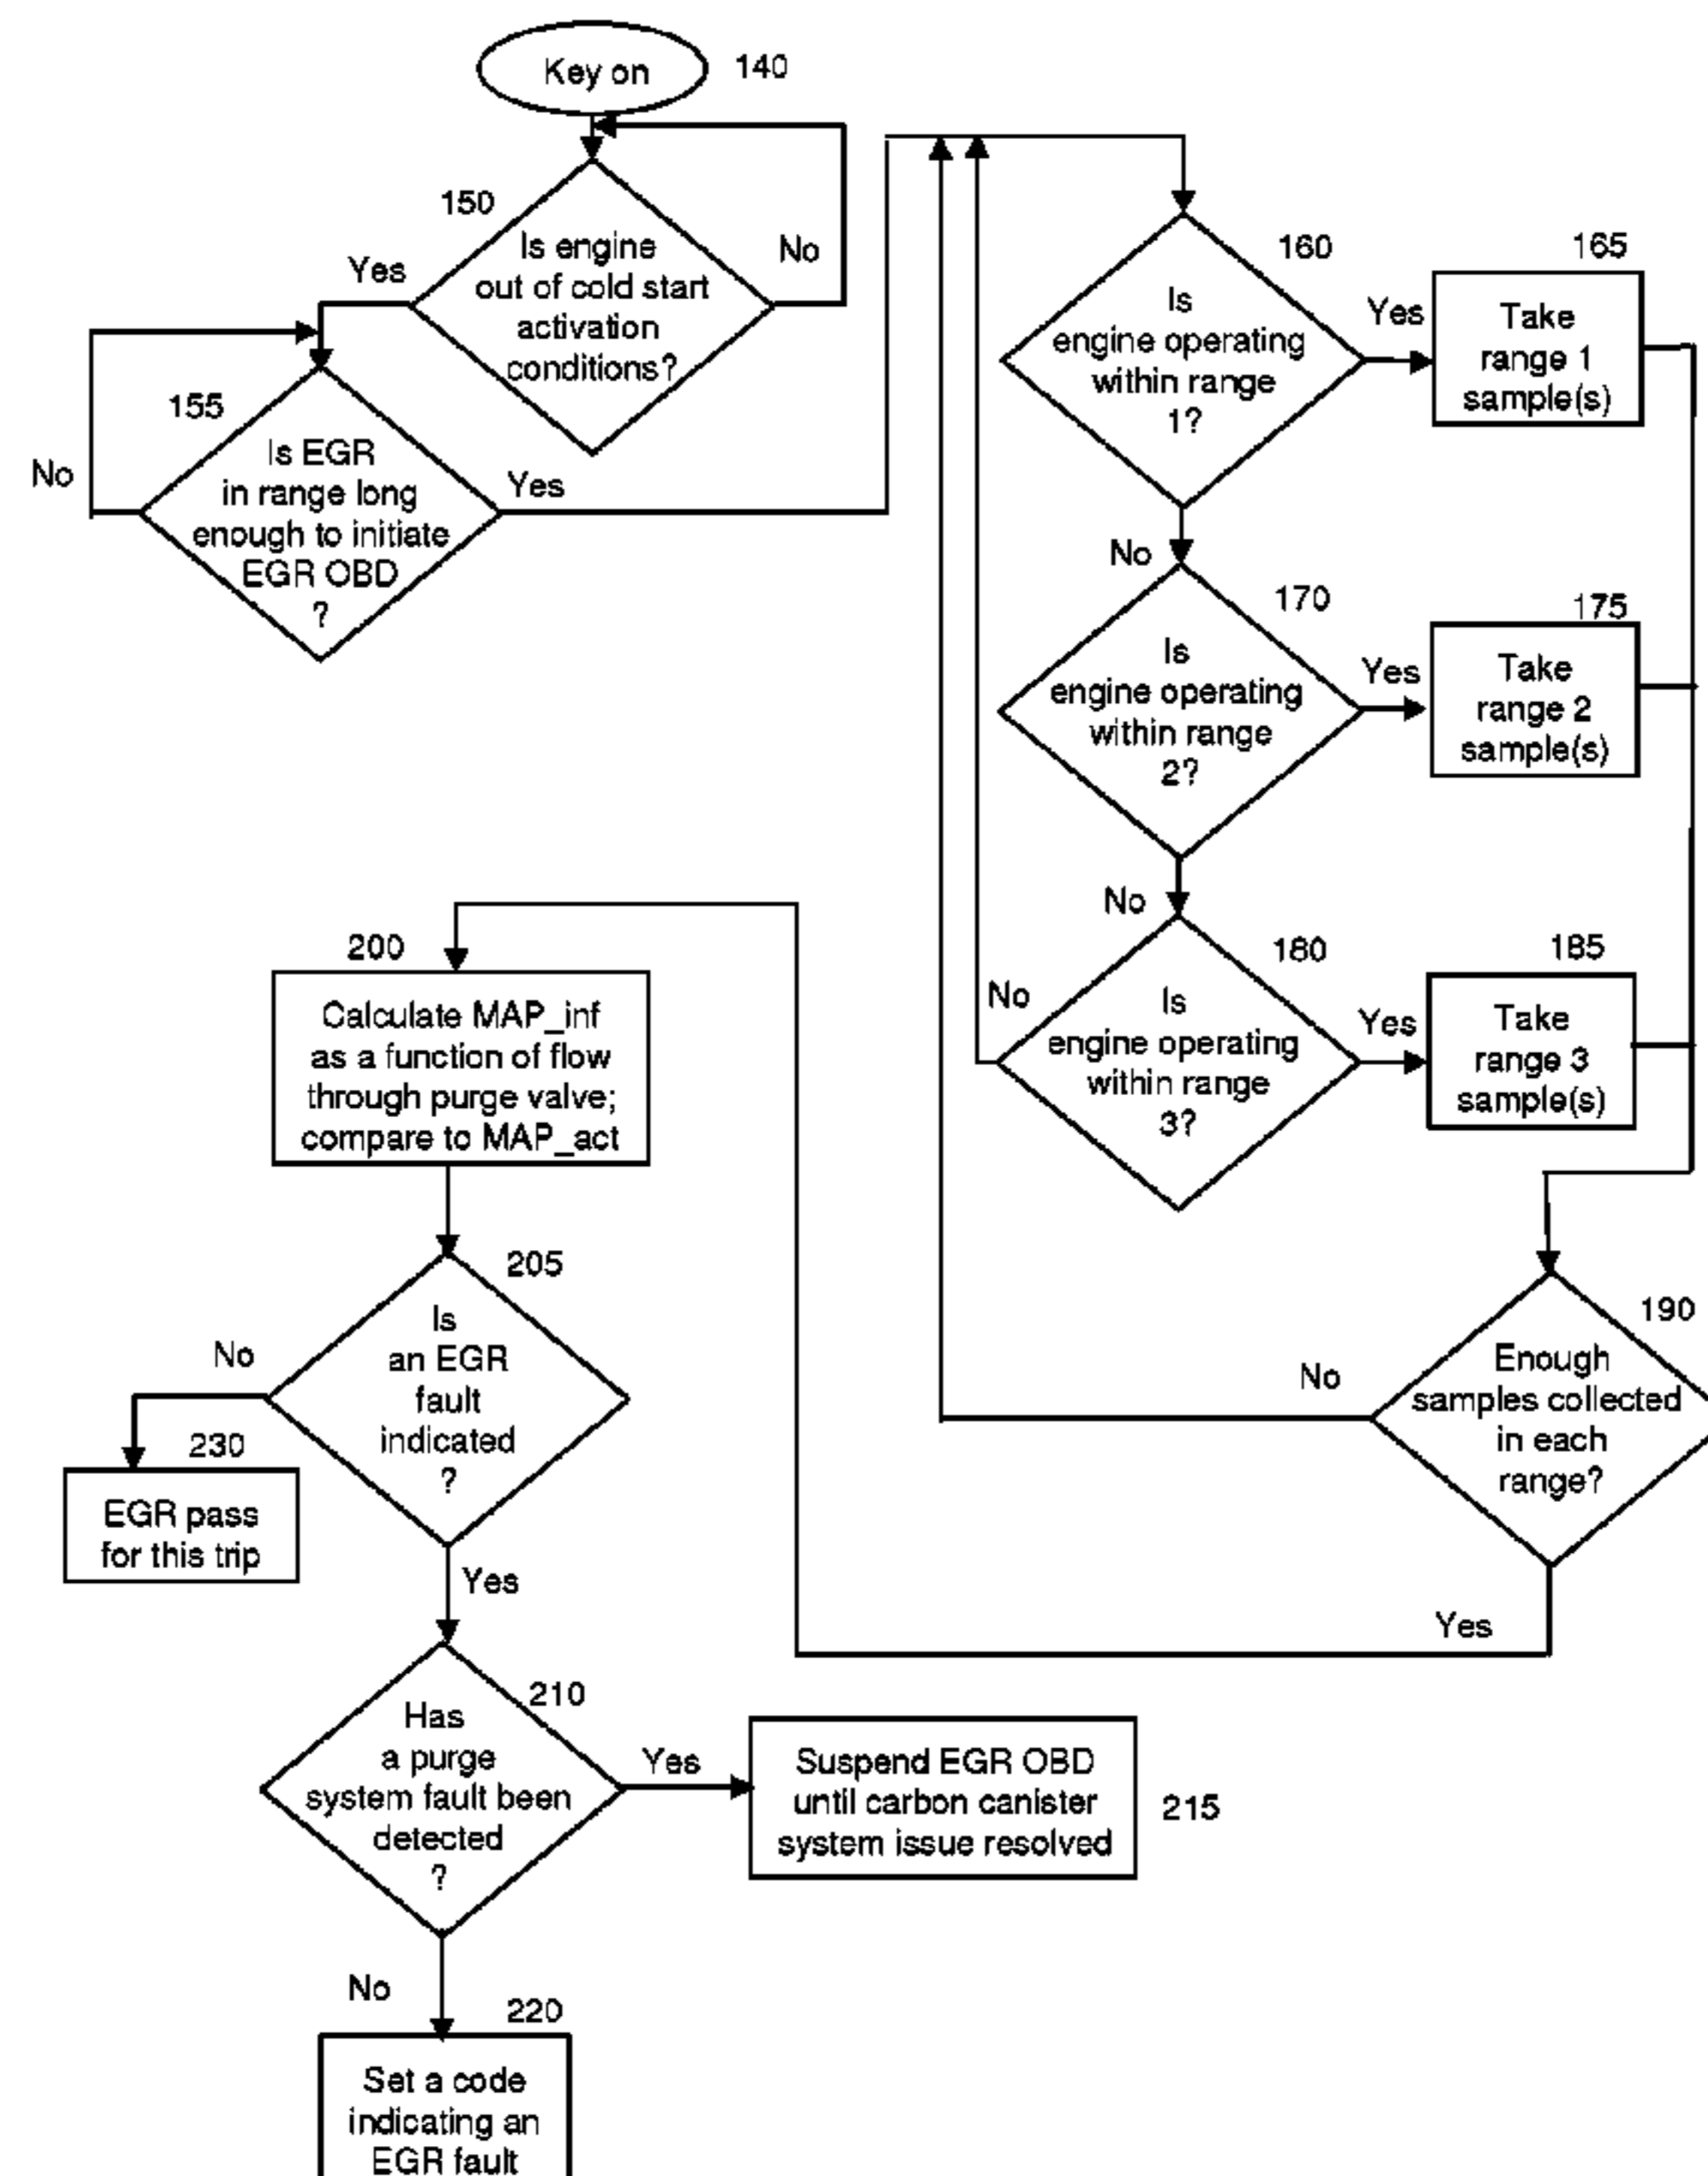 Key on
140
150
Is engine
out of cold start
activation
conditions?
Yes
No
155
Is EGR
in range long
enough to initiate
EGR OBD
?
No
Yes
160
Is
engine operating
within range
1?
Yes
165
Take
range 1
sample(s)
No
170
Is
engine operating
within range
2?
Yes
175
Take
range 2
sample(s)
No
180
Is
engine operating
within range
3?
No
Yes
185
Take
range 3
sample(s)
190
Enough
samples collected
in each
range?
No
Yes
200
Calculate MAP_inf
as a function of flow
through purge valve;
compare to MAP_act
205
Is
an EGR
fault
indicated
?
No
230
EGR pass
for this trip
Yes
210
Has
a purge
system fault been
detected
?
Yes
Suspend EGR OBD
until carbon canister
system issue resolved
215
No
220
Set a code
indicating an
EGR fault